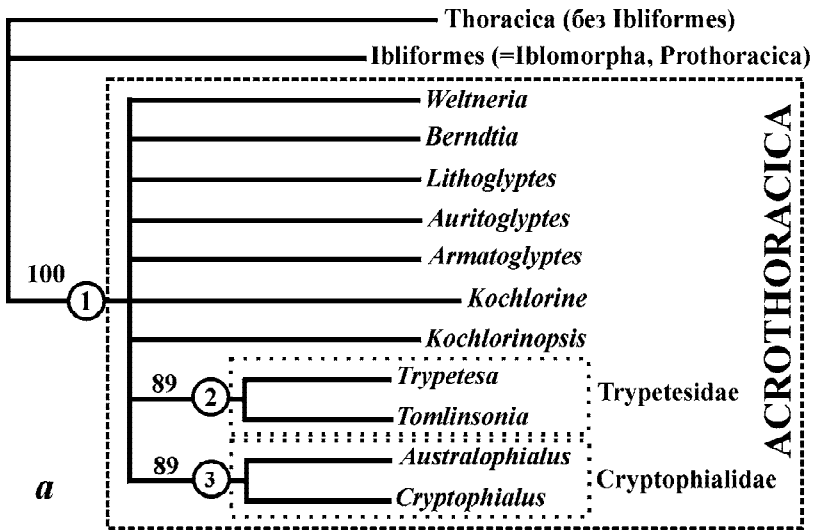 Thoracica (без Ibliformes)
Ibliformes (=Iblomorpha, Prothoracica)
Weltneria
Berndtia
Lithoglyptes
Auritoglyptes
Armatoglyptes
100
1
Kochlorine
Kochlorinopsis
89
2
Trypetesa
Tomlinsonia
Trypetesidae
89
3
Australophialus
Cryptophialus
Cryptophialidae
ACROTHORACICA
a